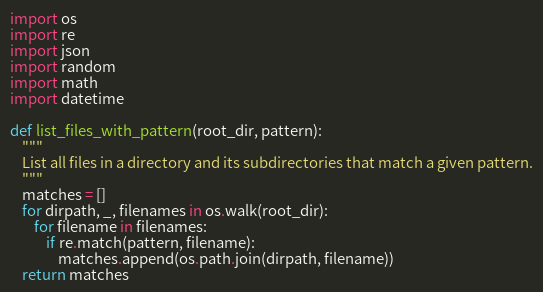 import os
import re
import json
import random
import math
import datetime

def list_files_with_pattern(root_dir, pattern):
    """
    List all files in a directory and its subdirectories that match a given pattern.
    """
    matches = []
    for dirpath, _, filenames in os.walk(root_dir):
        for filename in filenames:
            if re.match(pattern, filename):
                matches.append(os.path.join(dirpath, filename))
    return matches